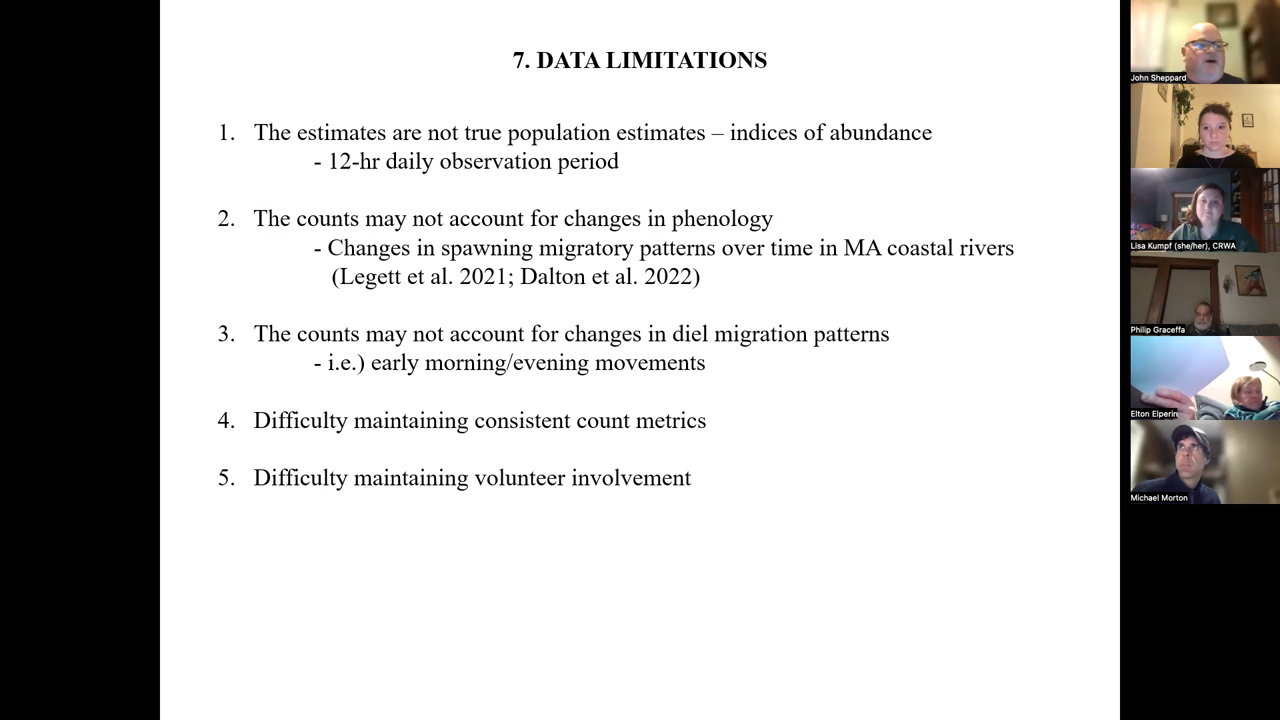 7. DATA LIMITATIONS
1. The estimates are not true population estimates – indices of abundance
- 12-hr daily observation period
2. The counts may not account for changes in phenology
- Changes in spawning migratory patterns over time in MA coastal rivers
(Legett et al. 2021; Dalton et al. 2022)
3. The counts may not account for changes in diel migration patterns
- i.e.) early morning/evening movements
4. Difficulty maintaining consistent count metrics
5. Difficulty maintaining volunteer involvement
John Sheppard
Lisa Kumpf (she/her), CRWA
Philip Graceffa
Elton Elperin
Michael Morton